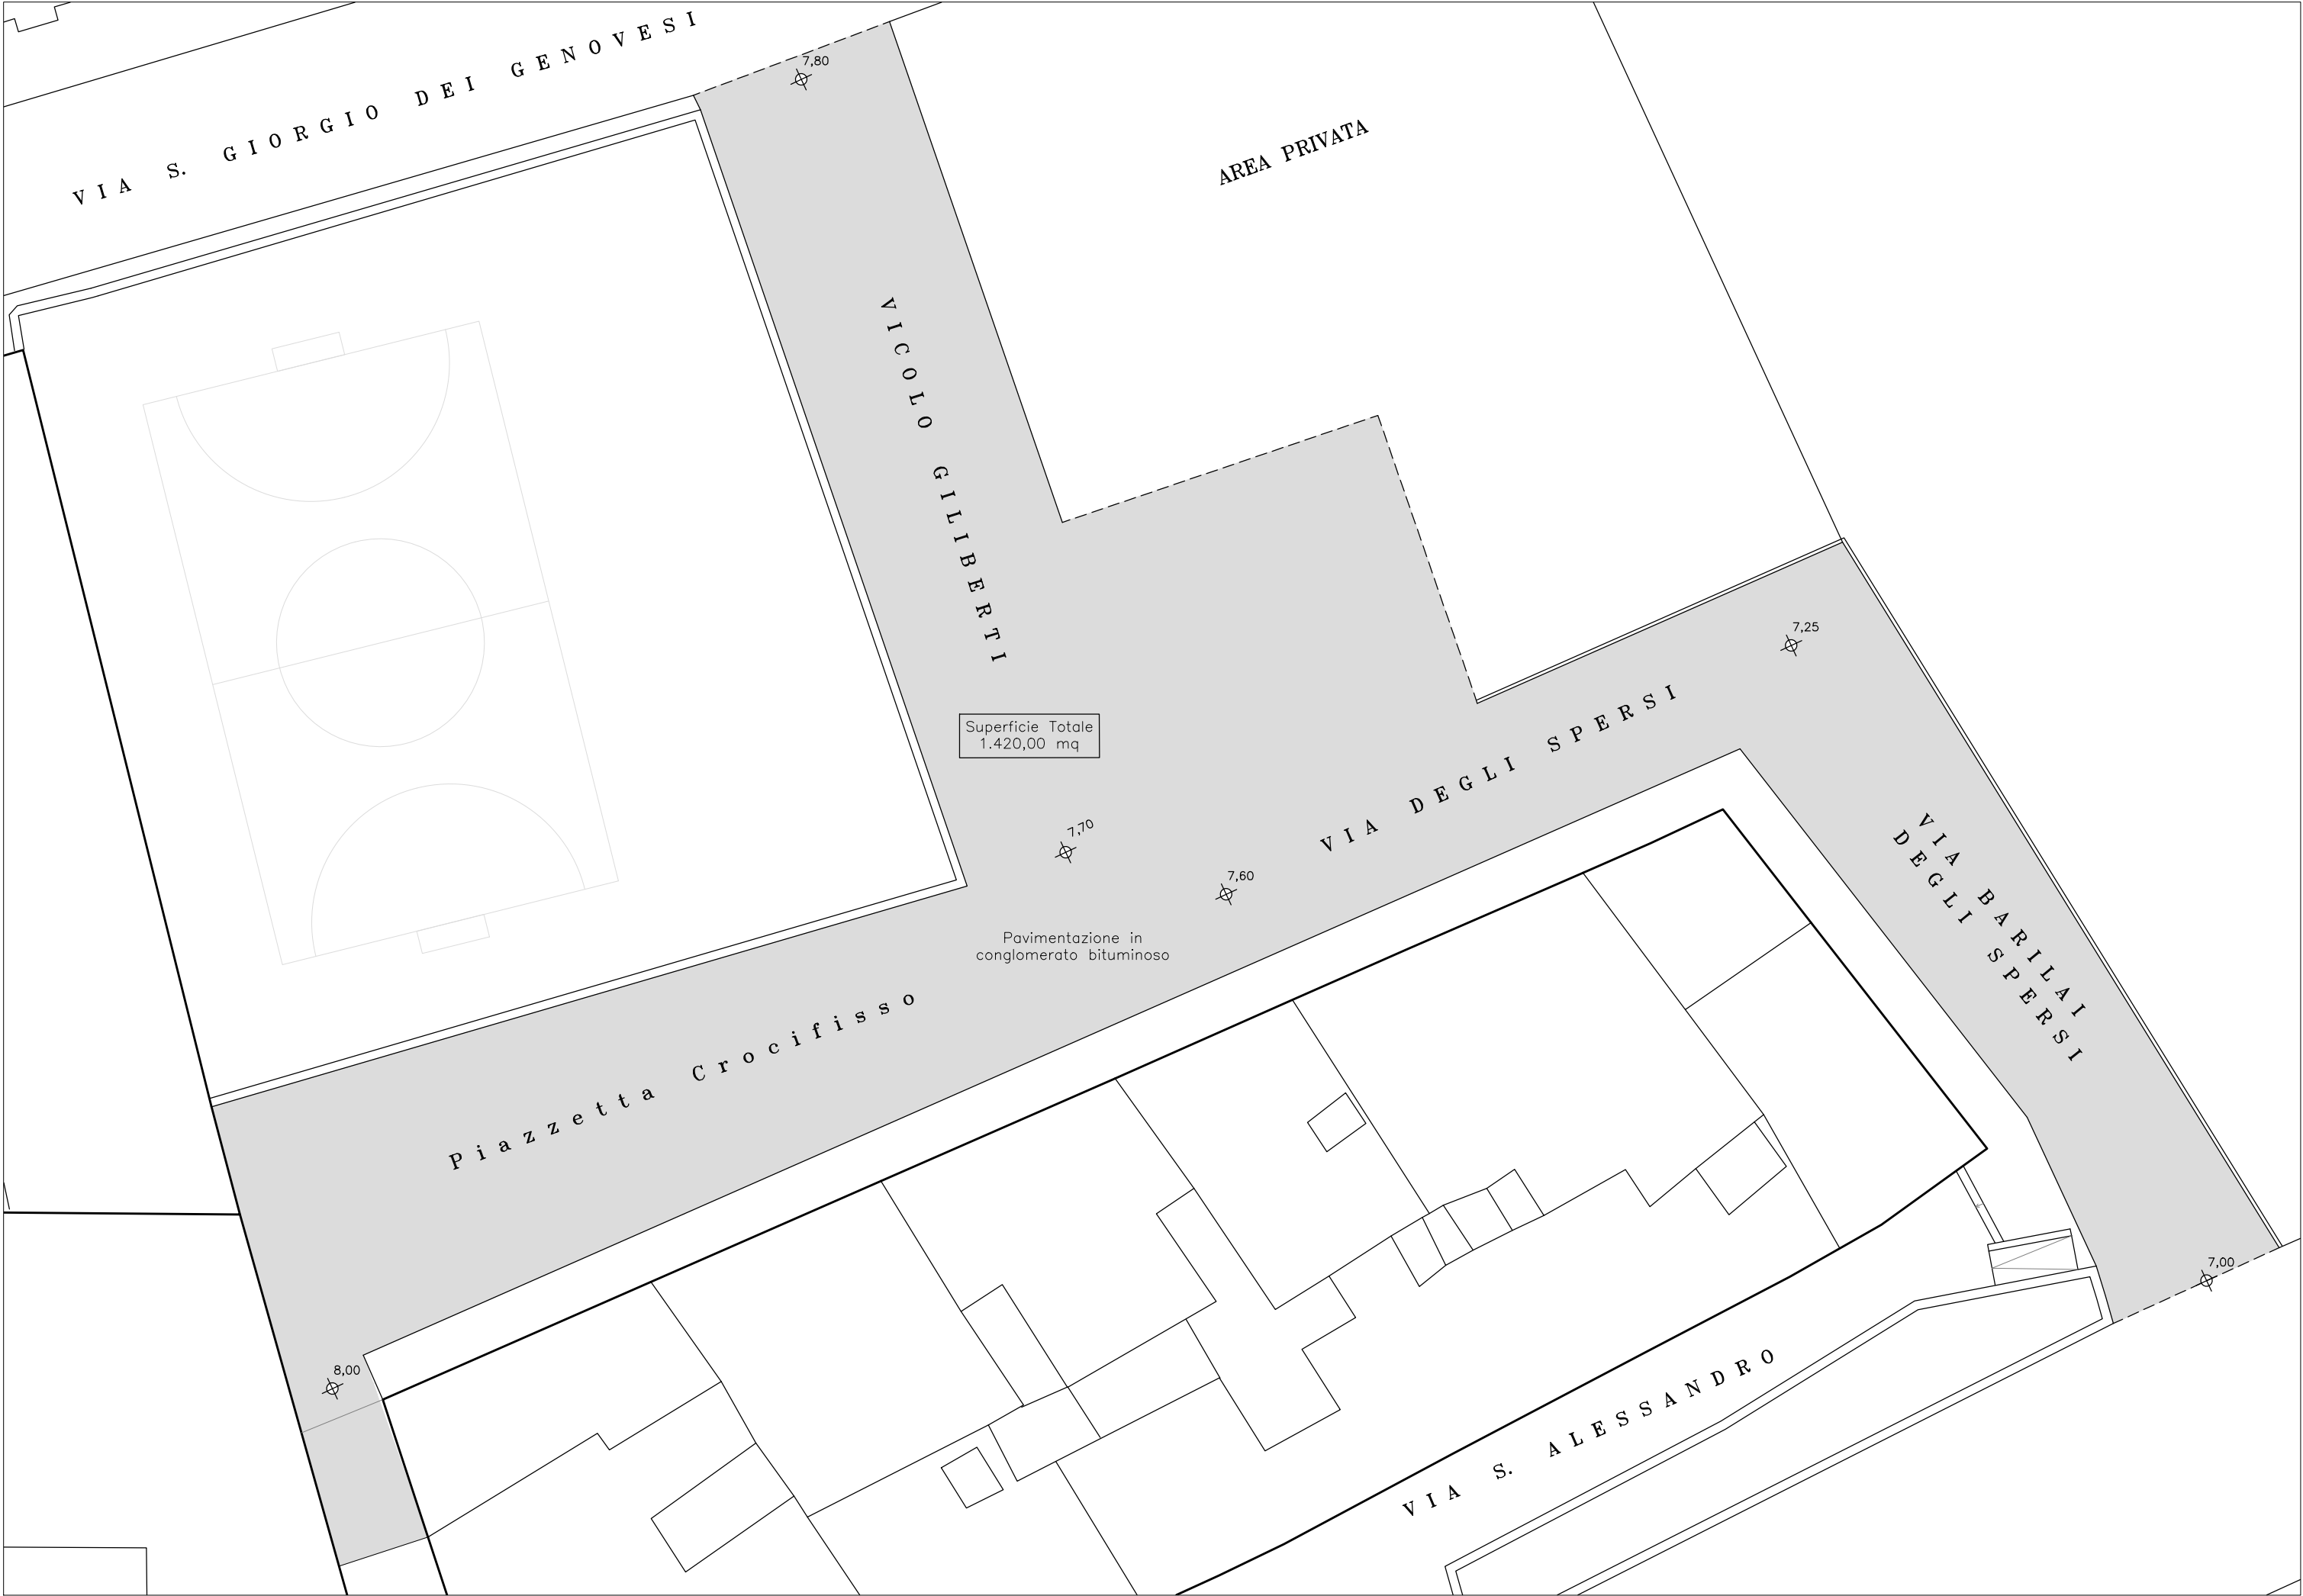 VIA S. GIORGIO DEI GENOVESI
7,80
AREA PRIVATA
VICOLO GILIBERTI
7,25
Superficie Totale
1.420,00 mq
VIA DEGLI SPERSI
7,70
7,60
VIA BARILAI
DEGLI SPERSI
Pavimentazione in
conglomerato bituminoso
Piazzetta Crocifisso
7,00
8,00
VIA S. ALESSANDRO